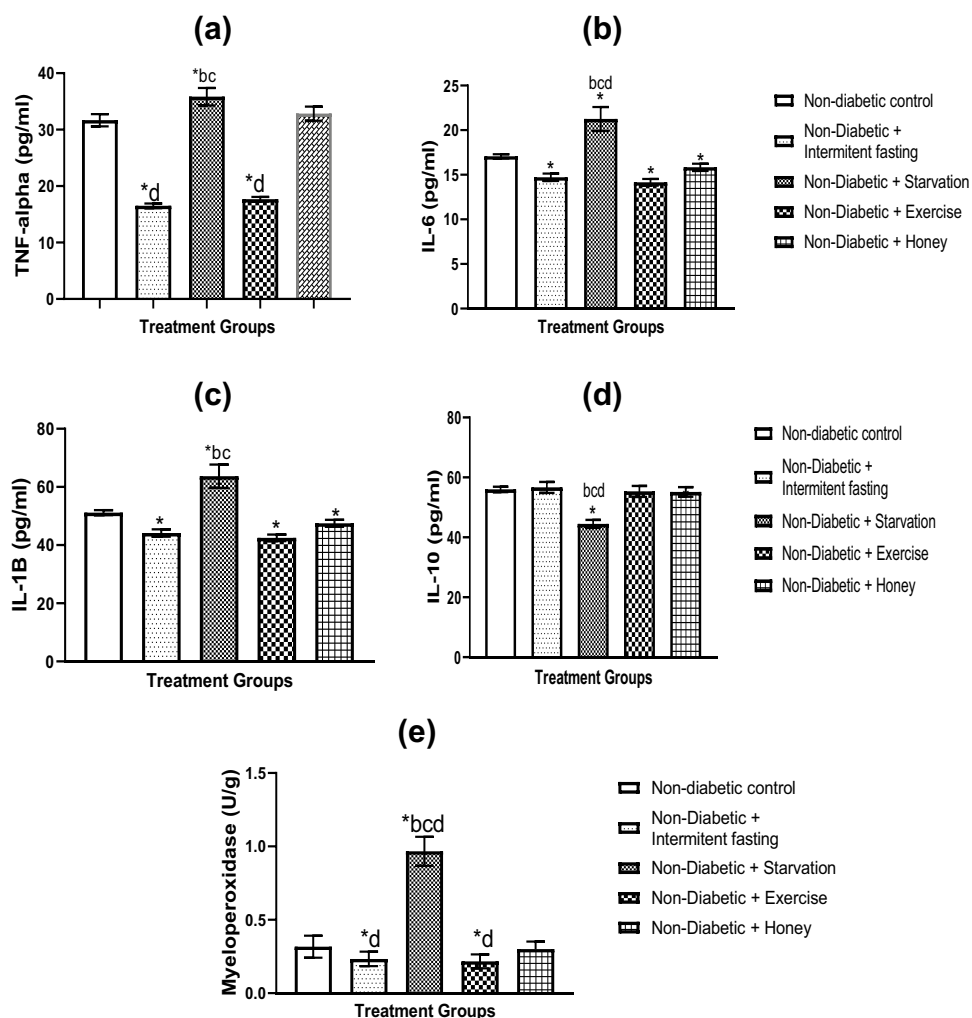 (a)
TNF-alpha (pg/ml)
40
30
20
10
0
*d
*bc
*d
Treatment Groups
(b)
IL-6 (pg/ml)
25
20
15
10
5
0
*
bcd
*
*
*
Treatment Groups
Non-diabetic control
Non-Diabetic +
Intermitent fasting
Non-Diabetic + Starvation
Non-Diabetic + Exercise
Non-Diabetic + Honey
(c)
IL-1B (pg/ml)
80
60
40
20
0
*
*bc
*
*
Treatment Groups
(d)
IL-10 (pg/ml)
80
60
40
20
0
bcd
*
Treatment Groups
Non-diabetic control
Non-Diabetic +
Intermitent fasting
Non-Diabetic + Starvation
Non-Diabetic + Exercise
Non-Diabetic + Honey
(e)
Myeloperoxidase (U/g)
1.5
1.0
0.5
0.0
*d
*bcd
*d
Treatment Groups
Non-diabetic control
Non-Diabetic +
Intermitent fasting
Non-Diabetic + Starvation
Non-Diabetic + Exercise
Non-Diabetic + Honey